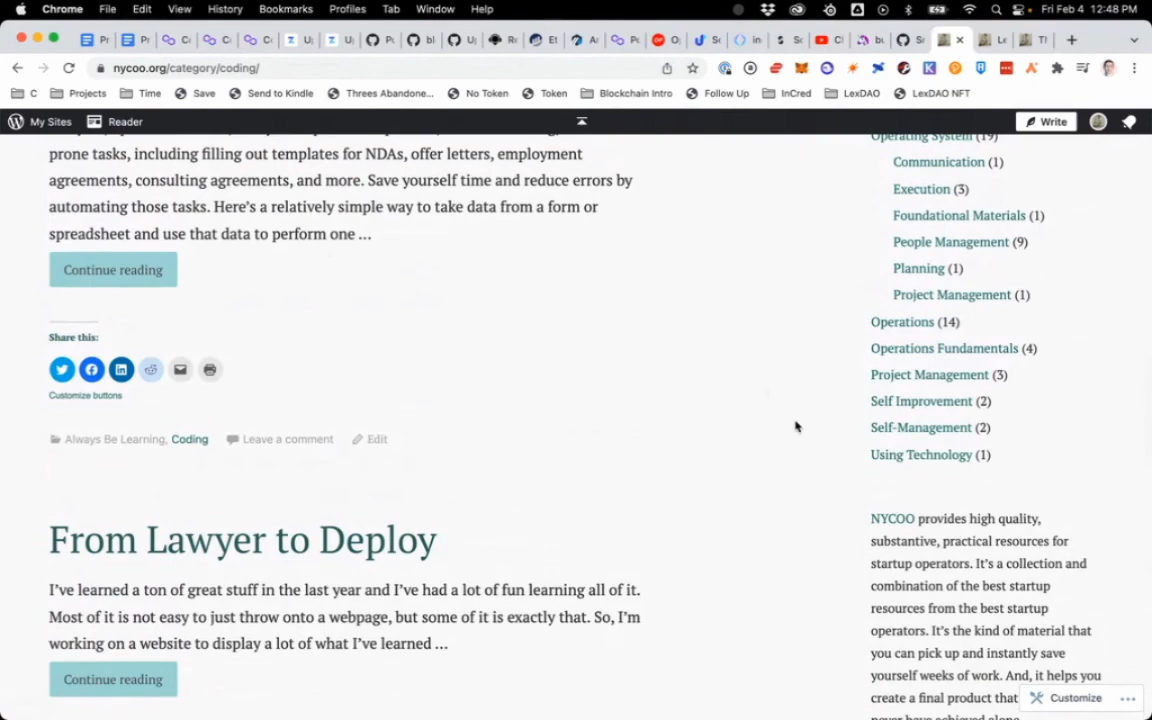 Chrome File Edit View History Bookmarks Profiles Tab Window Help Fri Feb 4 12:48 PM
nycoo.org/category/coding/
C Projects Time Save Send to Kindle Threes Abandone... No Token Token Blockchain Intro Follow Up InCred LexDAO LexDAO NFT
My Sites Reader Write
prone tasks, including filling out templates for NDAs, offer letters, employment
agreements, consulting agreements, and more. Save yourself time and reduce errors by
automating those tasks. Here's a relatively simple way to take data from a form or
spreadsheet and use that data to perform one ...
Continue reading
Share this:
Customize buttons
Always Be Learning, Coding Leave a comment Edit
From Lawyer to Deploy
I've learned a ton of great stuff in the last year and I've had a lot of fun learning all of it.
Most of it is not easy to just throw onto a webpage, but some of it is exactly that. So, I'm
working on a website to display a lot of what I've learned ...
Continue reading
Operating System (19)
Communication (1)
Execution (3)
Foundational Materials (1)
People Management (9)
Planning (1)
Project Management (1)
Operations (14)
Operations Fundamentals (4)
Project Management (3)
Self Improvement (2)
Self-Management (2)
Using Technology (1)
NYCOO provides high quality,
substantive, practical resources for
startup operators. It's a collection and
combination of the best startup
resources from the best startup
operators. It's the kind of material that
you can pick up and instantly save
yourself weeks of work. And, it helps you
create a final product that
Customize